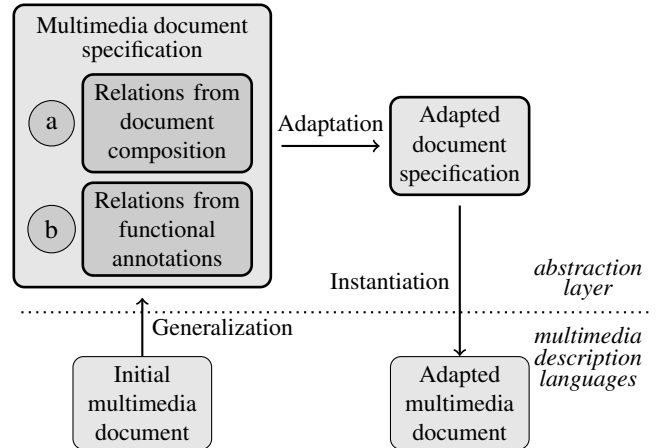 Multimedia document
specification
a
Relations from
document
composition
b
Relations from
functional
annotations
Adaptation
Adapted
document
specification
Instantiation
abstraction
layer
Generalization
multimedia
description
languages
Initial
multimedia
document
Adapted
multimedia
document